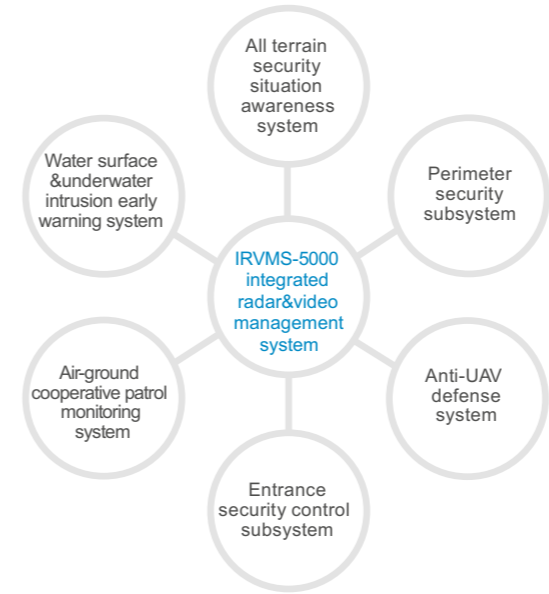 All terrain
security
situation
awareness
system
Water surface
&underwater
intrusion early
warning system
Perimeter
security
subsystem
IRVMS-5000
integrated
radar&video
management
system
Air-ground
cooperative patrol
monitoring
system
Anti-UAV
defense
system
Entrance
security control
subsystem